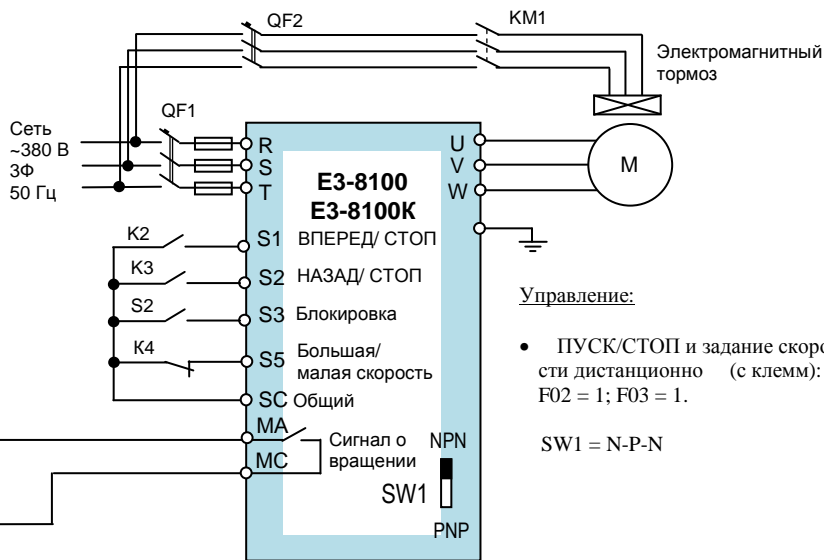 QF2
KM1
Электромагнитный
тормоз
QF1
Сеть
~380 В
3Ф
50 Гц
R
S
T
U
V
W
M
E3-8100
E3-8100К
K2
S1
ВПЕРЕД/ СТОП
K3
S2
НАЗАД/ СТОП
S2
S3
Блокировка
K4
S5
Большая/
малая скорость
SC
Общий
MA
MC
Сигнал о
вращении
NPN
SW1
PNP
Управление:
• ПУСК/СТОП и задание скоро
сти дистанционно (с клемм):
F02 = 1; F03 = 1.
SW1 = N-P-N